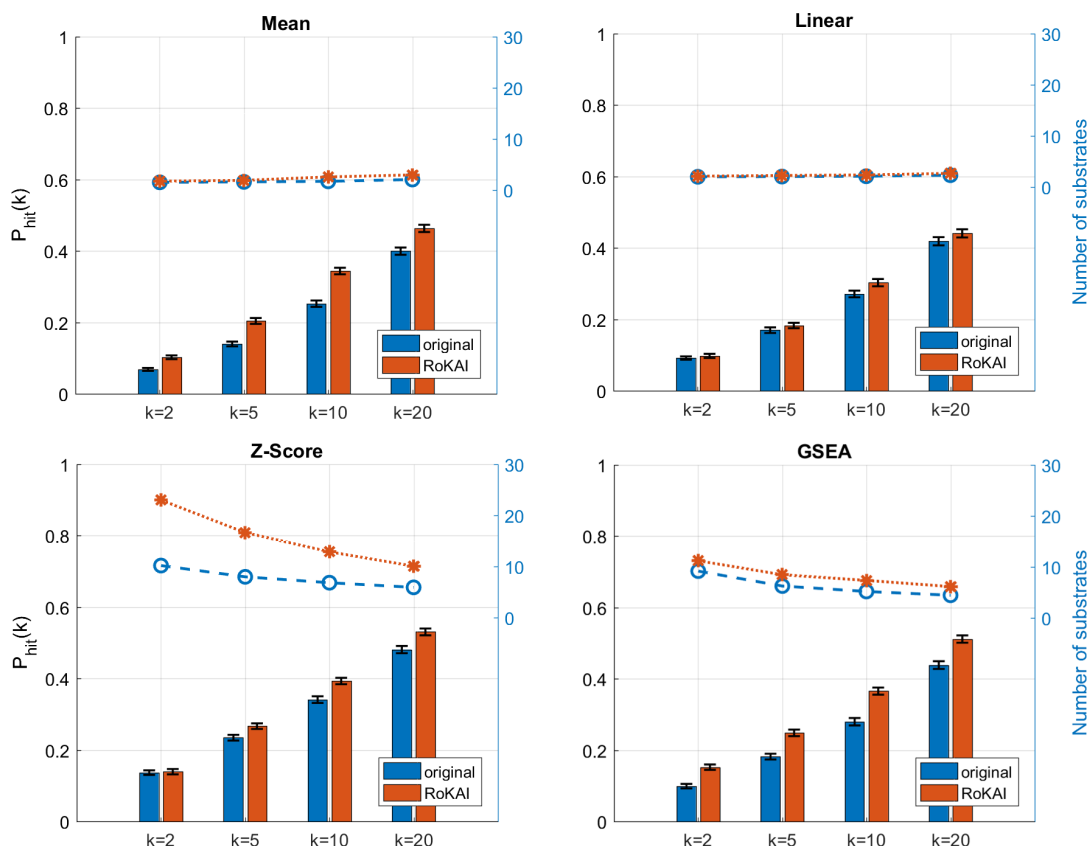 Mean
1
0.8
0.6
0.4
0.2
0
P_hit(k)
30
20
10
0
k=2 k=5 k=10 k=20
original
RoKAI
Linear
1
0.8
0.6
0.4
0.2
0
30
20
10
0
Number of substrates
k=2 k=5 k=10 k=20
original
RoKAI
Z-Score
1
0.8
0.6
0.4
0.2
0
P_hit(k)
30
20
10
0
k=2 k=5 k=10 k=20
original
RoKAI
GSEA
1
0.8
0.6
0.4
0.2
0
30
20
10
0
Number of substrates
k=2 k=5 k=10 k=20
original
RoKAI